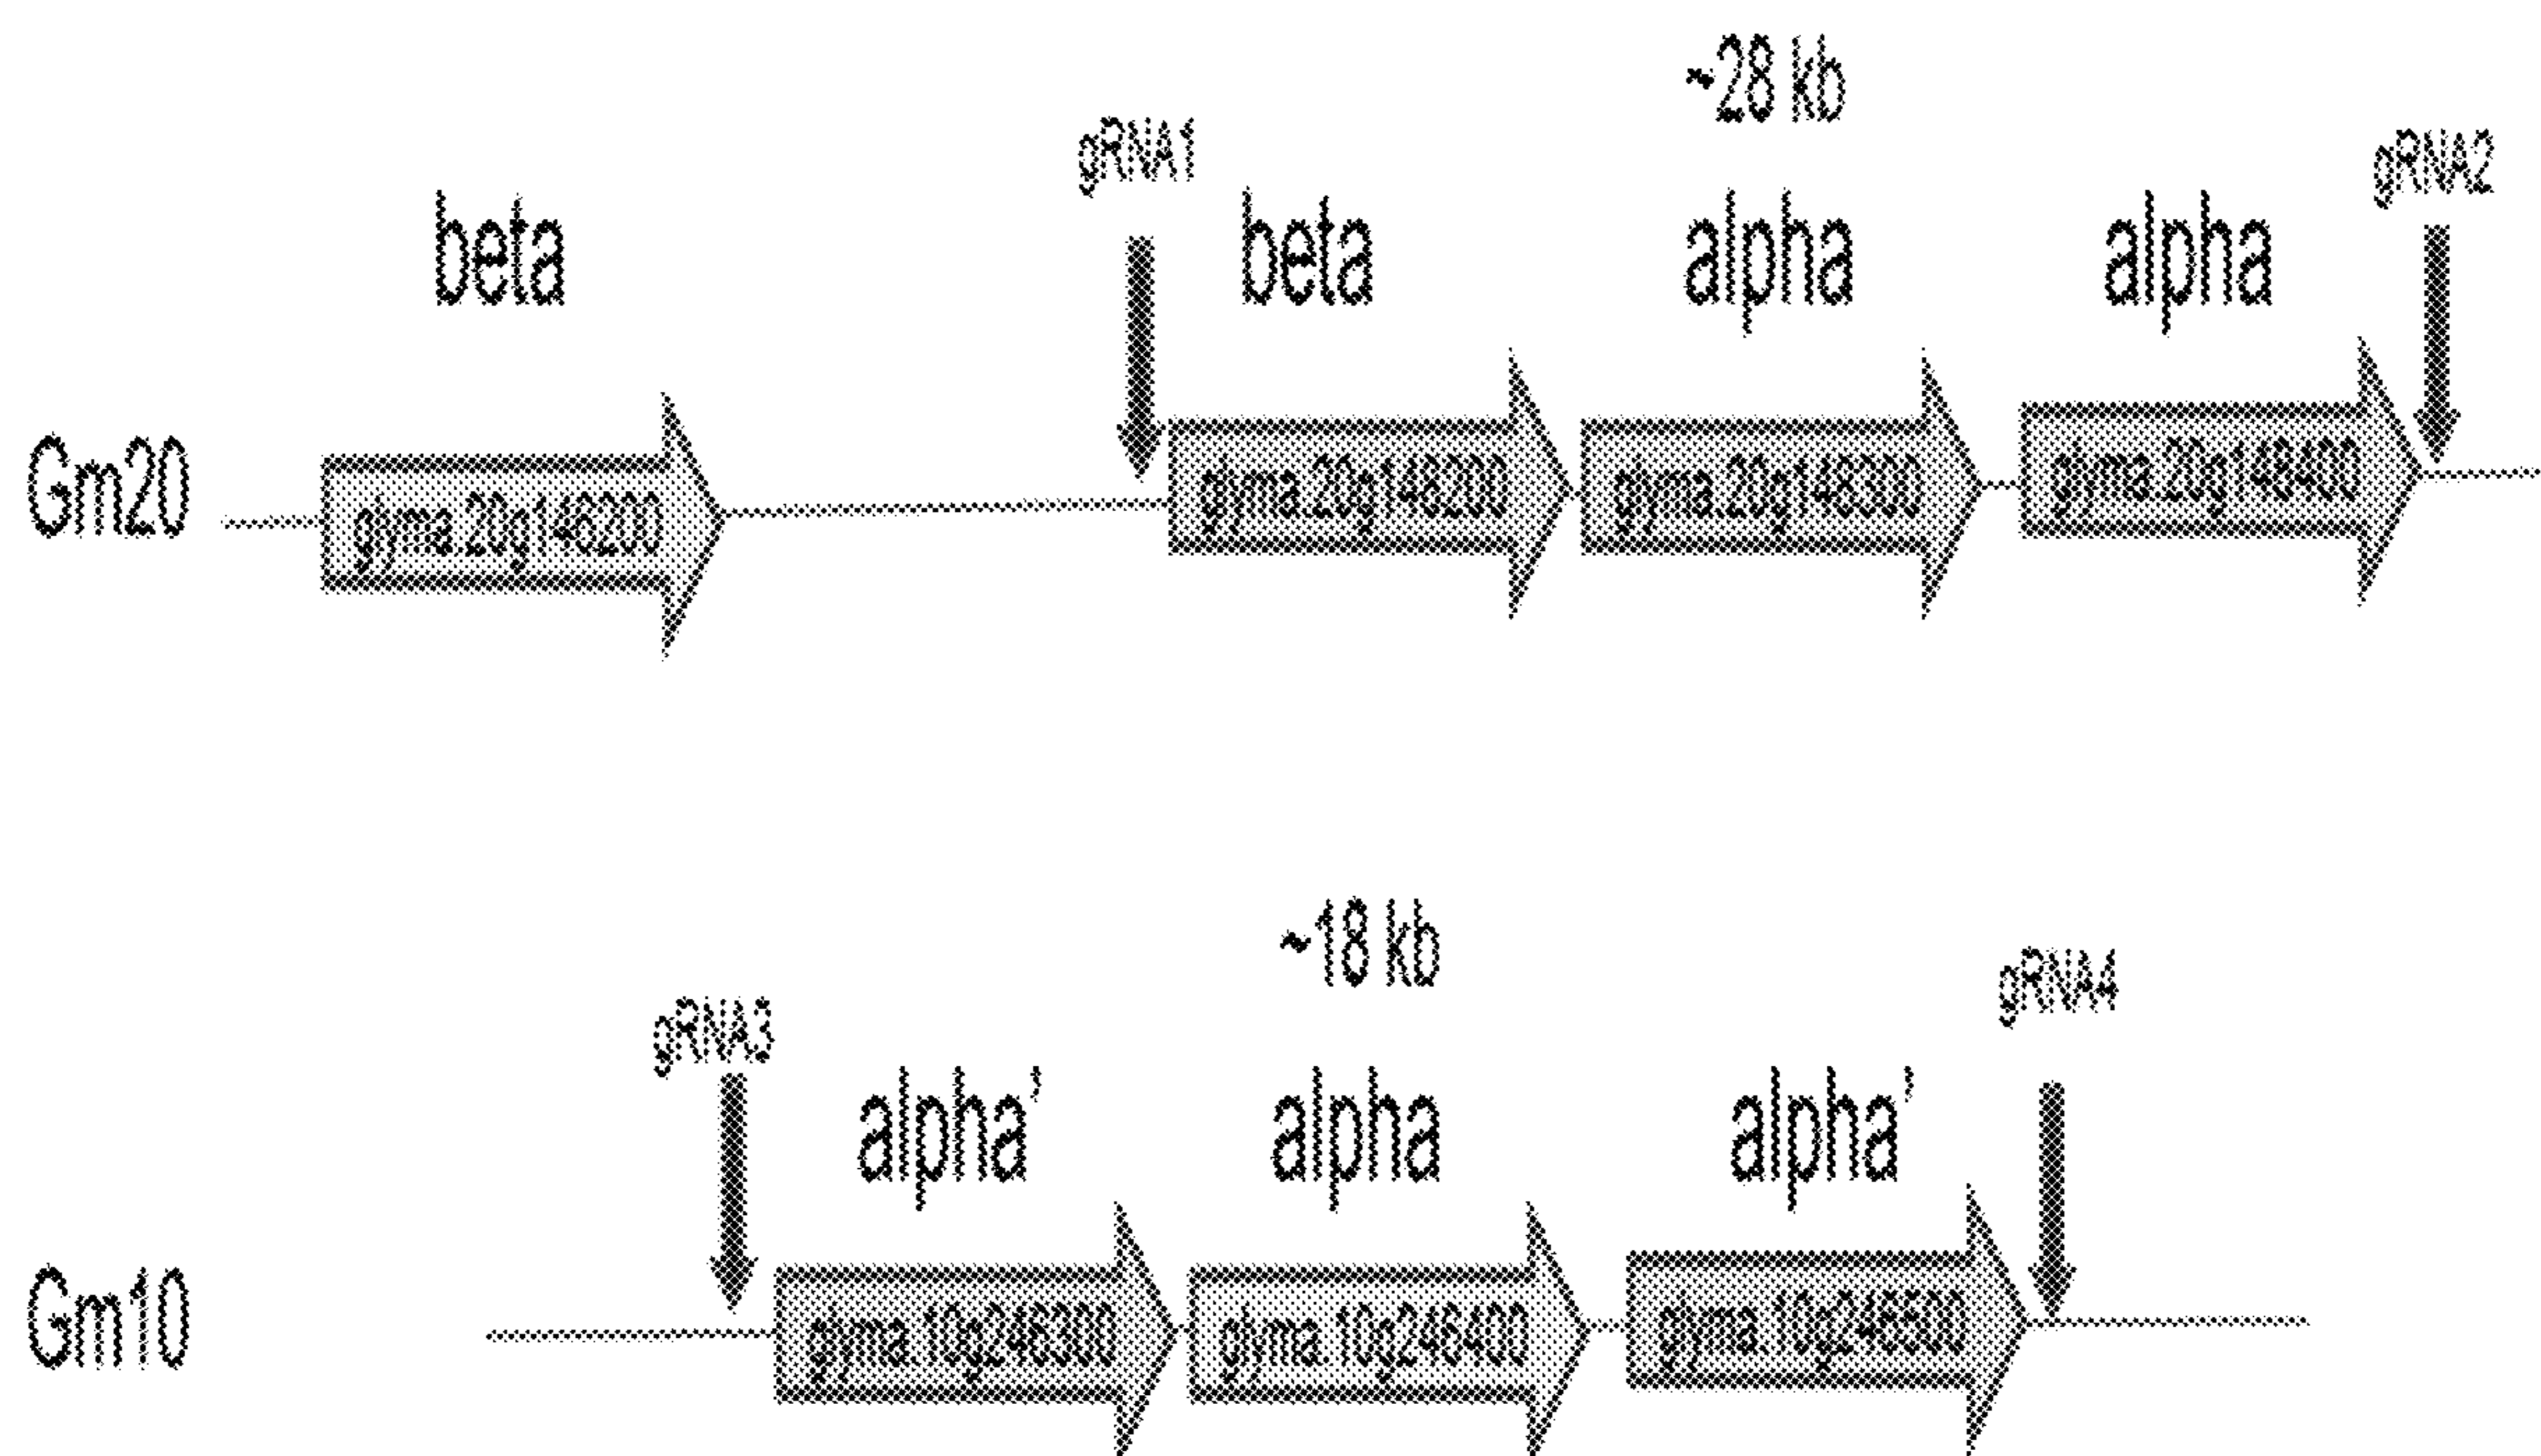 ~28 kb
gRNA1
gRNA2
beta
beta
alpha
alpha
Gm20
glyma.20g146200
glyma.20g148200
glyma.20g148300
glyma.20g148400
~18 kb
gRNA3
gRNA4
alpha'
alpha
alpha'
Gm10
glyma.10g246300
glyma.10g246400
glyma.10g246500